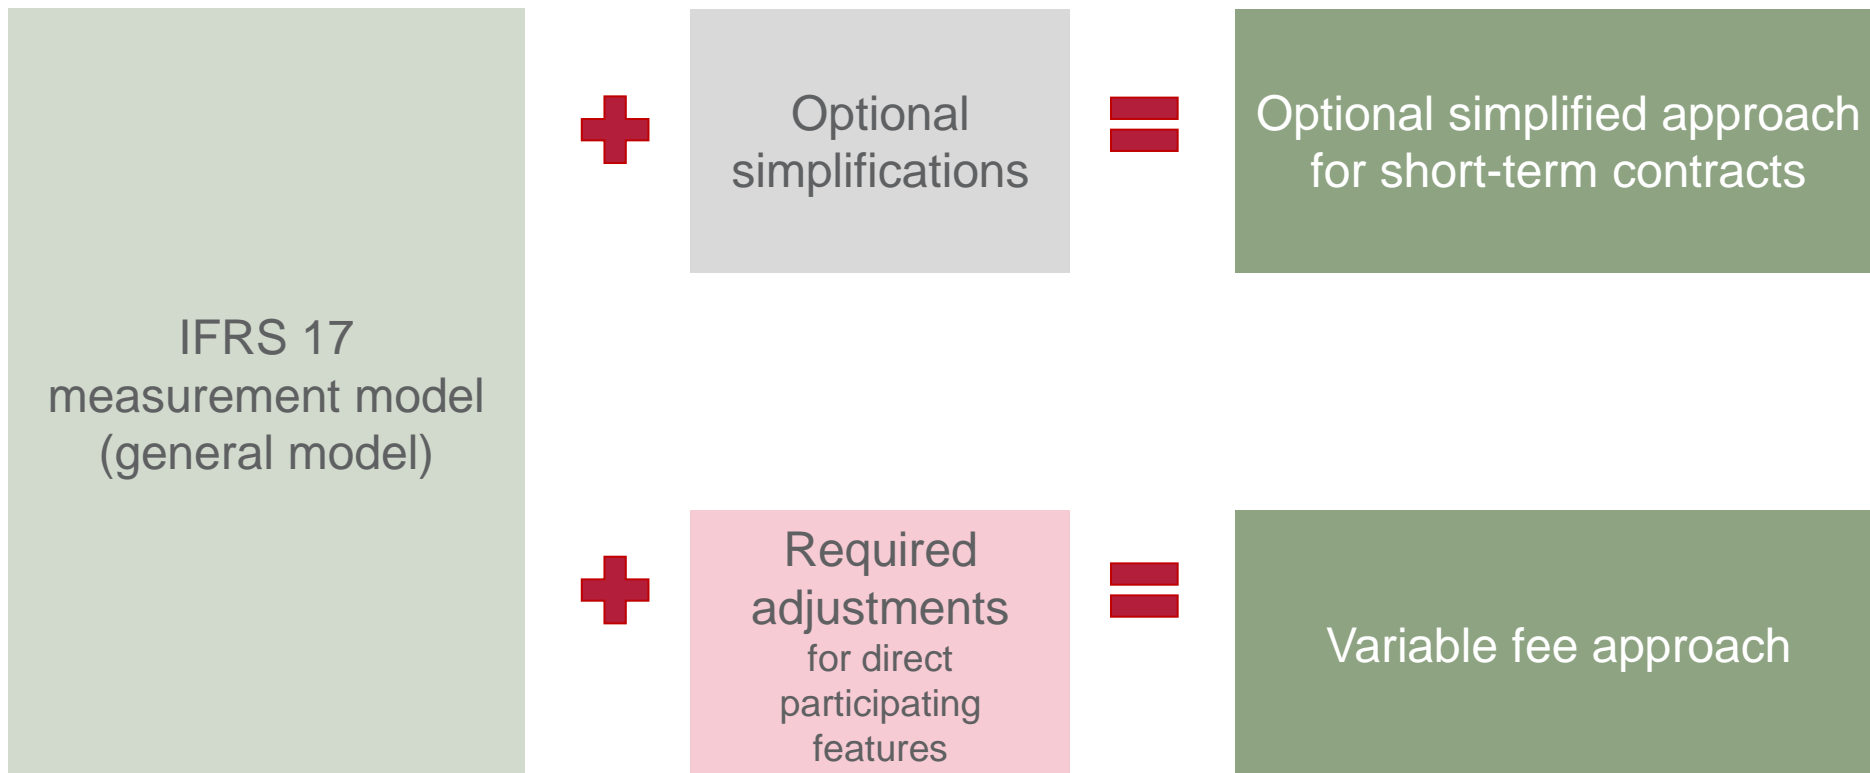 IFRS 17
measurement model
(general model)
Optional
simplifications
Optional simplified approach
for short-term contracts
Required
adjustments
for direct
participating
features
Variable fee approach